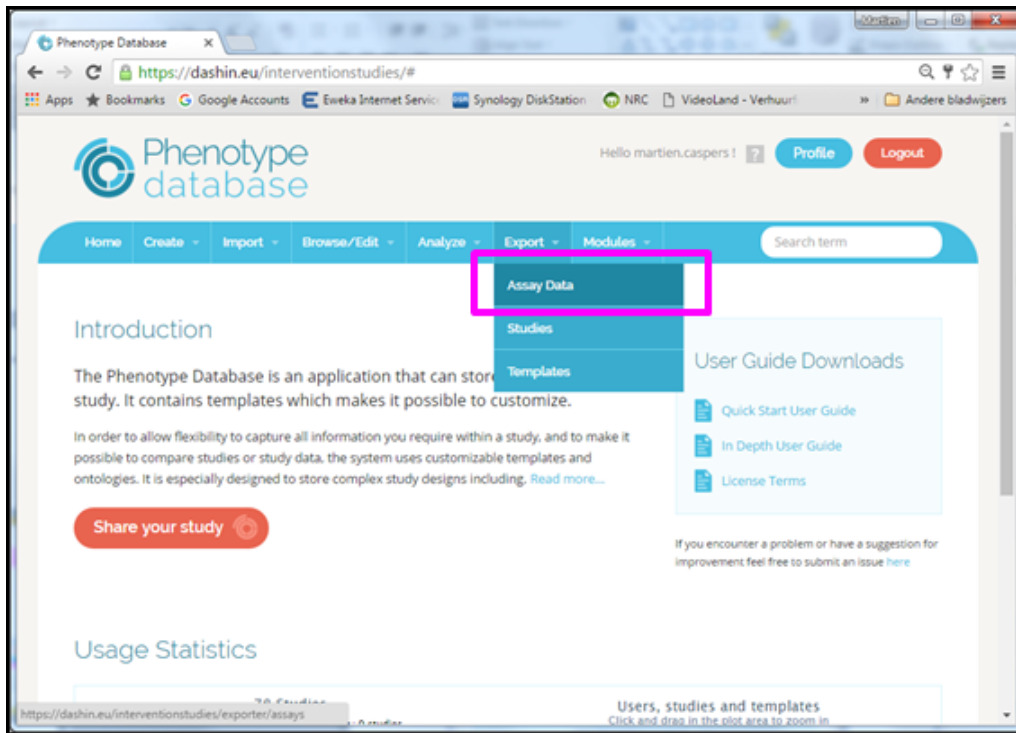 Martien
Phenotype Database
https://dashin.eu/interventionstudies/#
Apps Bookmarks Google Accounts Eweka Internet Servic Synology DiskStation NRC VideoLand - Verhuurf » Andere bladwijzers
Phenotype
database
Hello martien.caspers ! ? Profile Logout
Home Create Import Browse/Edit Analyze Export Modules Search term
Assay Data
Studies
Templates
Introduction
The Phenotype Database is an application that can stor
study. It contains templates which makes it possible to customize.
In order to allow flexibility to capture all information you require within a study, and to make it
possible to compare studies or study data, the system uses customizable templates and
ontologies. It is especially designed to store complex study designs including. Read more...
Share your study
User Guide Downloads
Quick Start User Guide
In Depth User Guide
License Terms
If you encounter a problem or have a suggestion for
improvement feel free to submit an issue here
Usage Statistics
Users, studies and templates
Click and drag in the plot area to zoom in
https://dashin.eu/interventionstudies/exporter/assays